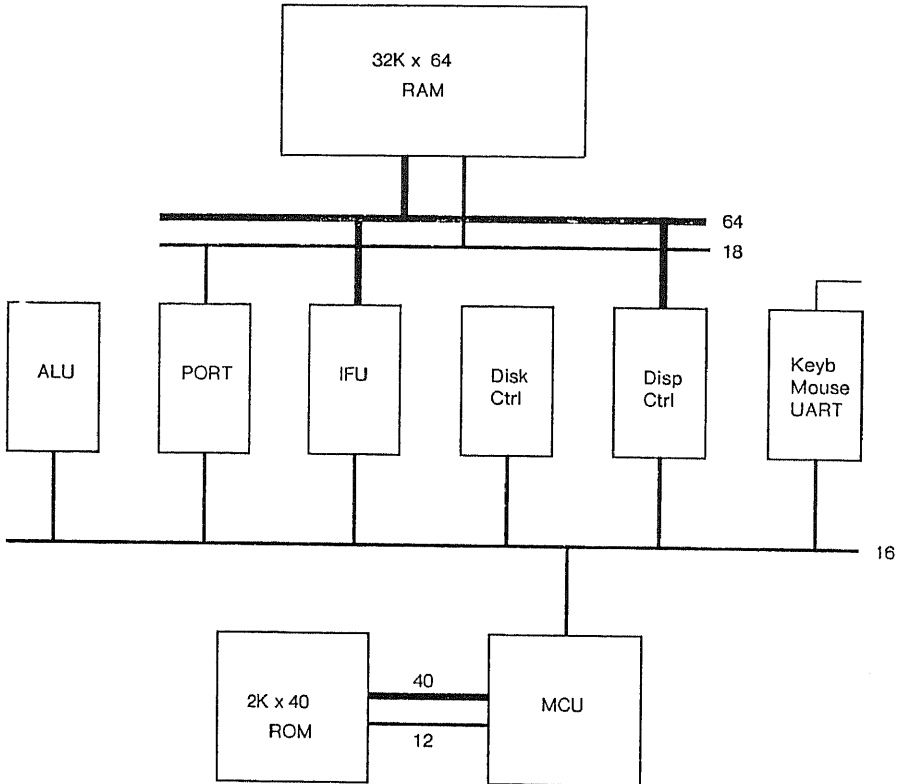 32K x 64
RAM
64
18
ALU
PORT
IFU
Disk
Ctrl
Disp
Ctrl
Keyb
Mouse
UART
16
2K x 40
ROM
40
12
MCU